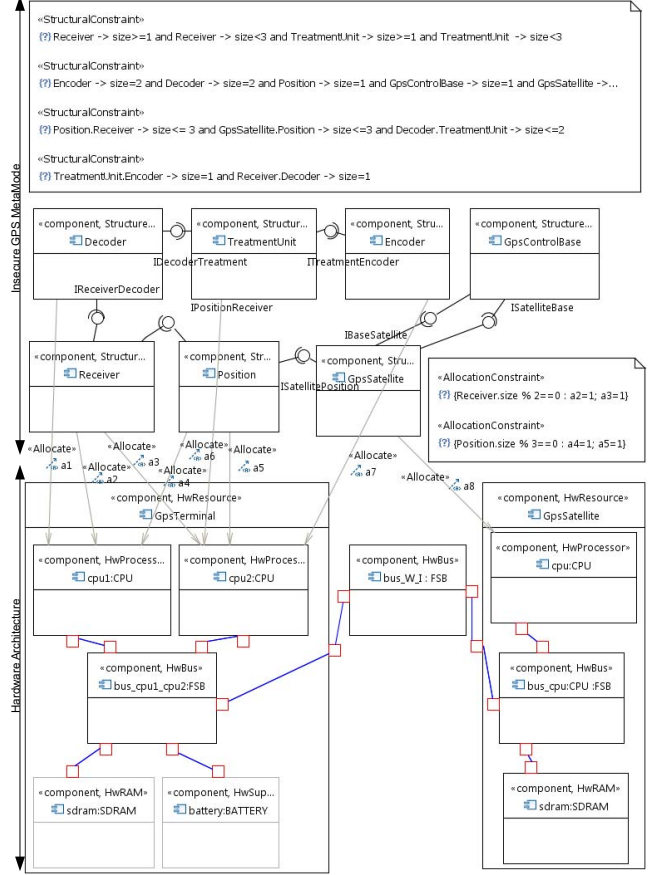 «StructuralConstraint»
{?} Receiver -> size>=1 and Receiver -> size<3 and TreatmentUnit -> size>=1 and TreatmentUnit -> size<3
«StructuralConstraint»
{?} Encoder -> size=2 and Decoder -> size=2 and Position -> size=1 and GpsControlBase -> size=1 and GpsSatellite ->...
«StructuralConstraint»
{?} Position.Receiver -> size<= 3 and GpsSatellite.Position -> size<=3 and Decoder.TreatmentUnit -> size<=2
«StructuralConstraint»
{?} TreatmentUnit.Encoder -> size=1 and Receiver.Decoder -> size=1
Insecure GPS MetaMode
«component, Structure...
Decoder
«component, Structur...
TreatmentUnit
«component, Stru...
Encoder
«component, Structure...
GpsControlBase
IDecoderTreatment
ITreatmentEncoder
IReceiverDecoder
IPositionReceiver
ISatelliteBase
IBaseSatellite
«component, Structur...
Receiver
«component, Str...
Position
ISatellitePosition
«component, Stru...
GpsSatellite
«AllocationConstraint»
{?} {Receiver.size % 2==0 : a2=1; a3=1}
«AllocationConstraint»
{?} {Position.size % 3==0 : a4=1; a5=1}
«Allocate»
a1
«Allocate»
a2
«Allocate»
a3
«Allocate»
a4
«Allocate»
a6
«Allocate»
a5
«Allocate»
a7
«Allocate»
a8
Hardware Architecture
«component, HwResource»
GpsTerminal
«component, HwResource»
GpsSatellite
«component, HwProcess...
cpu1:CPU
«component, HwProces...
cpu2:CPU
«component, HwBus»
bus_W_I : FSB
«component, HwProcessor»
cpu:CPU
«component, HwBus»
bus_cpu1_cpu2:FSB
«component, HwBus»
bus_cpu:CPU :FSB
«component, HwRAM»
sdram:SDRAM
«component, HwSup...
battery:BATTERY
«component, HwRAM»
sdram:SDRAM